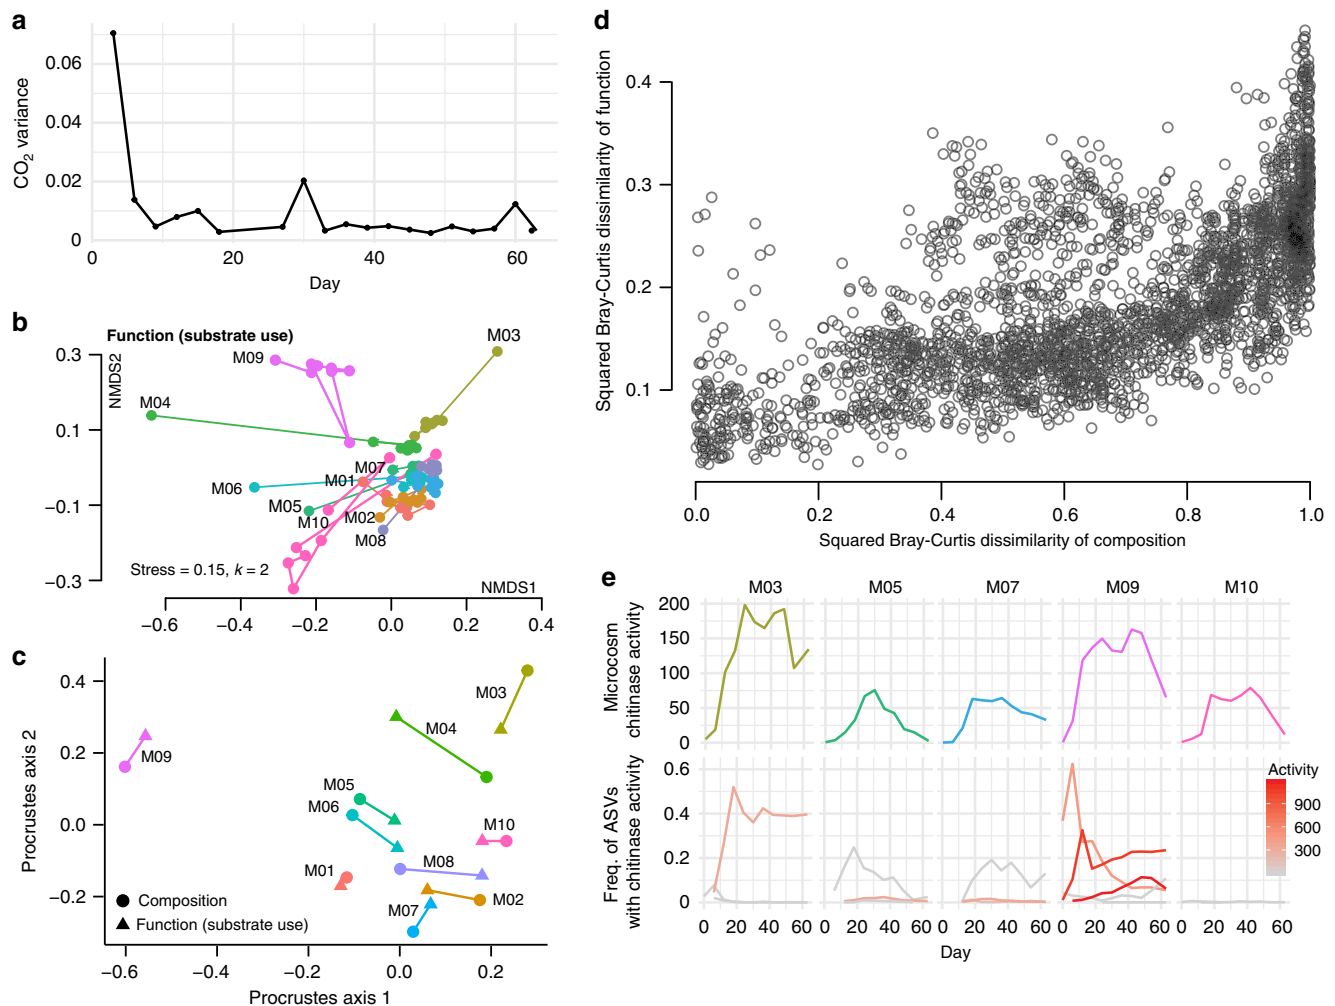 a
CO2 variance
0.06
0.04
0.02
0
0 20 40 60
Day
b
Function (substrate use)
NMDS2
0.3
0.1
−0.1
−0.3
M09
M03
M04
M07
M01
M06
M05
M10
M02
M08
Stress = 0.15, k = 2
NMDS1
−0.6 −0.4 −0.2 0.0 0.2 0.4
c
Procrustes axis 2
0.4
0.2
0.0
−0.2
M03
M04
M09
M05
M06
M10
M08
M01
M02
M07
Composition
Function (substrate use)
−0.6 −0.4 −0.2 0.0 0.2
Procrustes axis 1
d
Squared Bray-Curtis dissimilarity of function
0.4
0.3
0.2
0.1
0.0 0.2 0.4 0.6 0.8 1.0
Squared Bray-Curtis dissimilarity of composition
e
M03 M05 M07 M09 M10
Microcosm
chitinase activity
200
150
100
50
0
Freq. of ASVs
with chitinase activity
0.6
0.4
0.2
0
Activity
900
600
300
0 20 40 60 0 20 40 60 0 20 40 60 0 20 40 60 0 20 40 60
Day